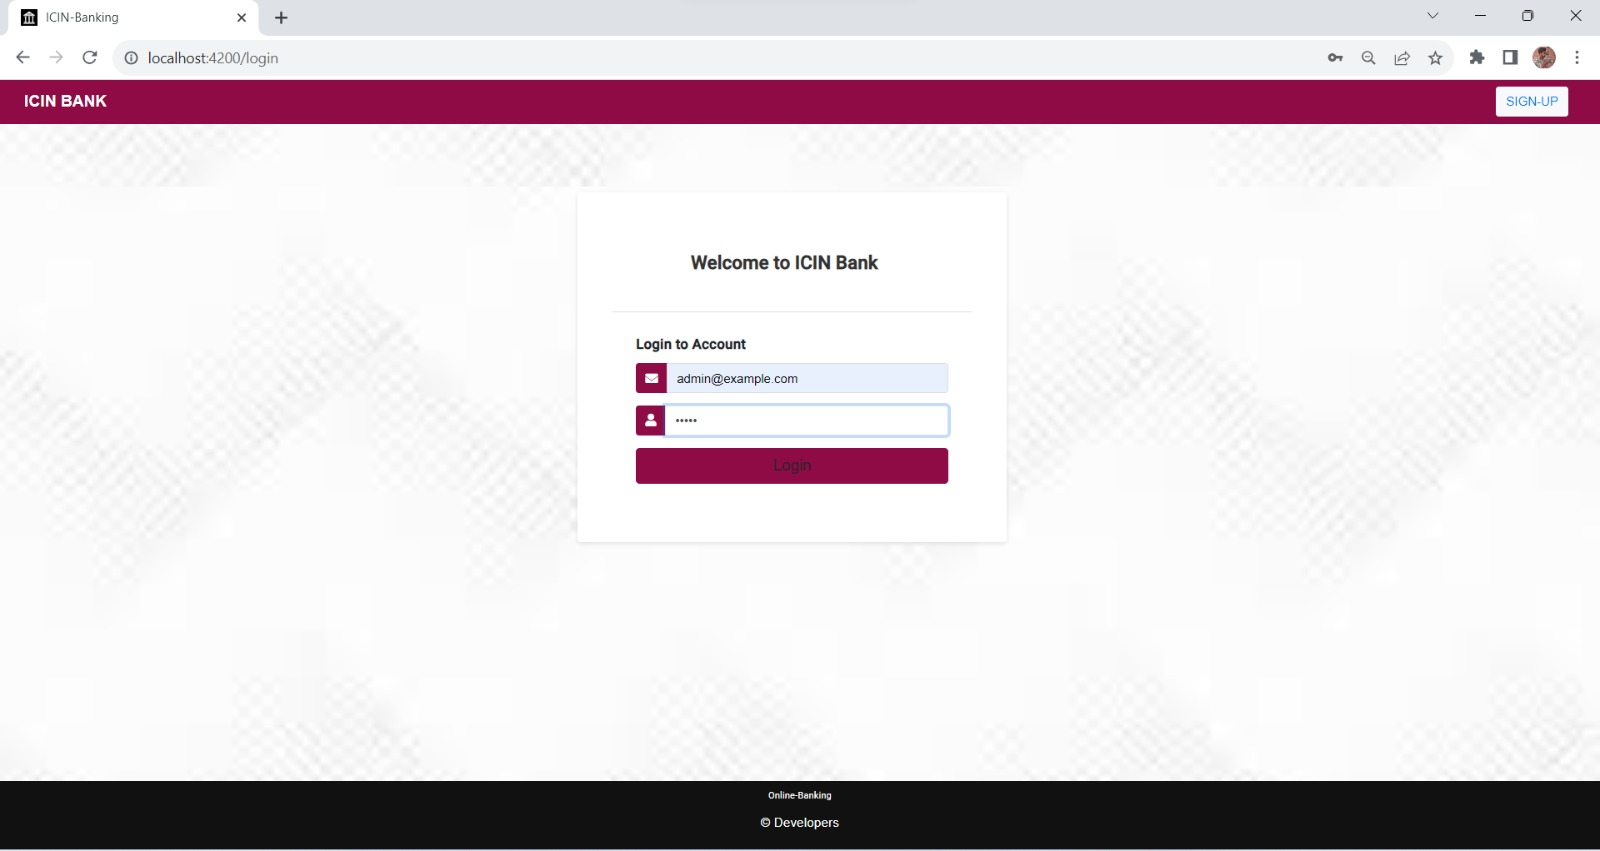 ICIN-Banking
localhost:4200/login
ICIN BANK
SIGN-UP
Welcome to ICIN Bank
Login to Account
admin@example.com
•••••
Login
Online-Banking
© Developers